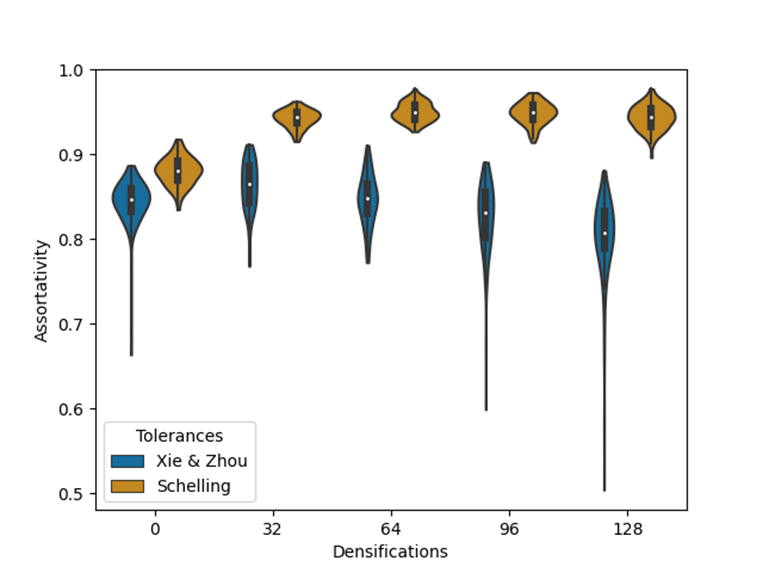 1.0
0.9
0.8
0.7
0.6
0.5
Assortativity
Tolerances
Xie & Zhou
Schelling
0 32 64 96 128
Densifications